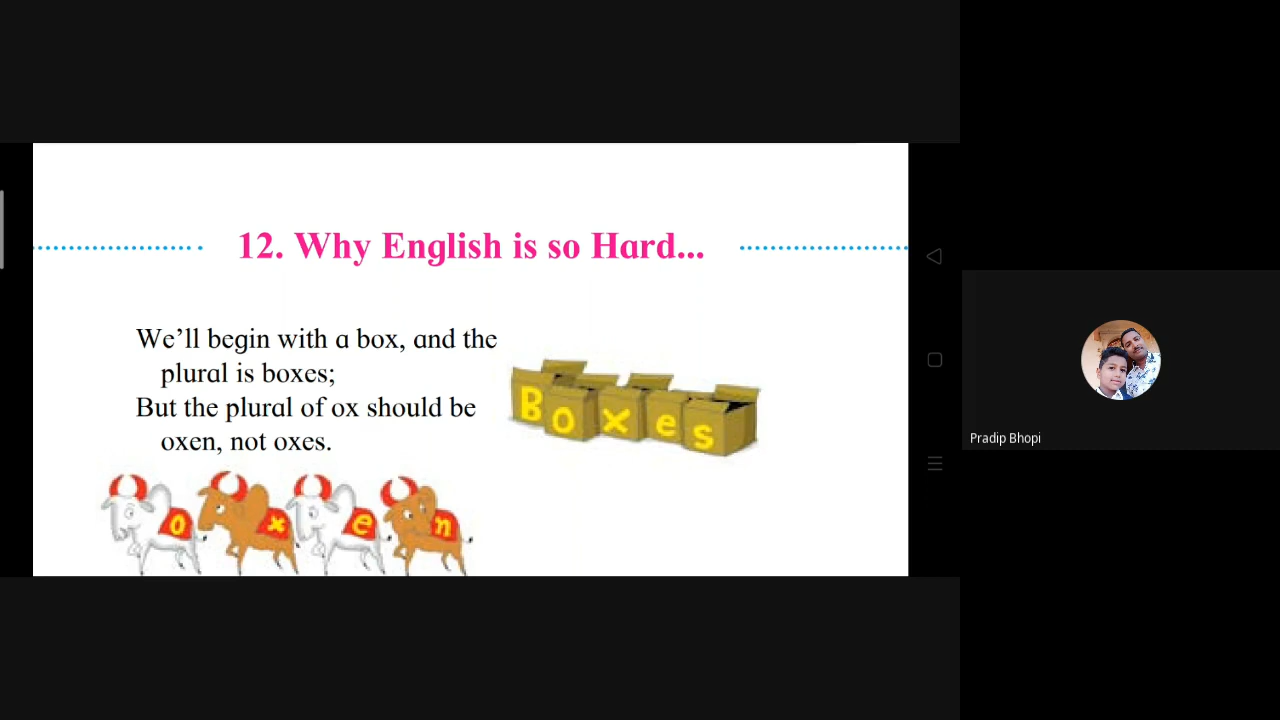 12. Why English is so Hard...
We'll begin with a box, and the
plural is boxes;
But the plural of ox should be
oxen, not oxes.
Boxes
oxen
Pradip Bhopi